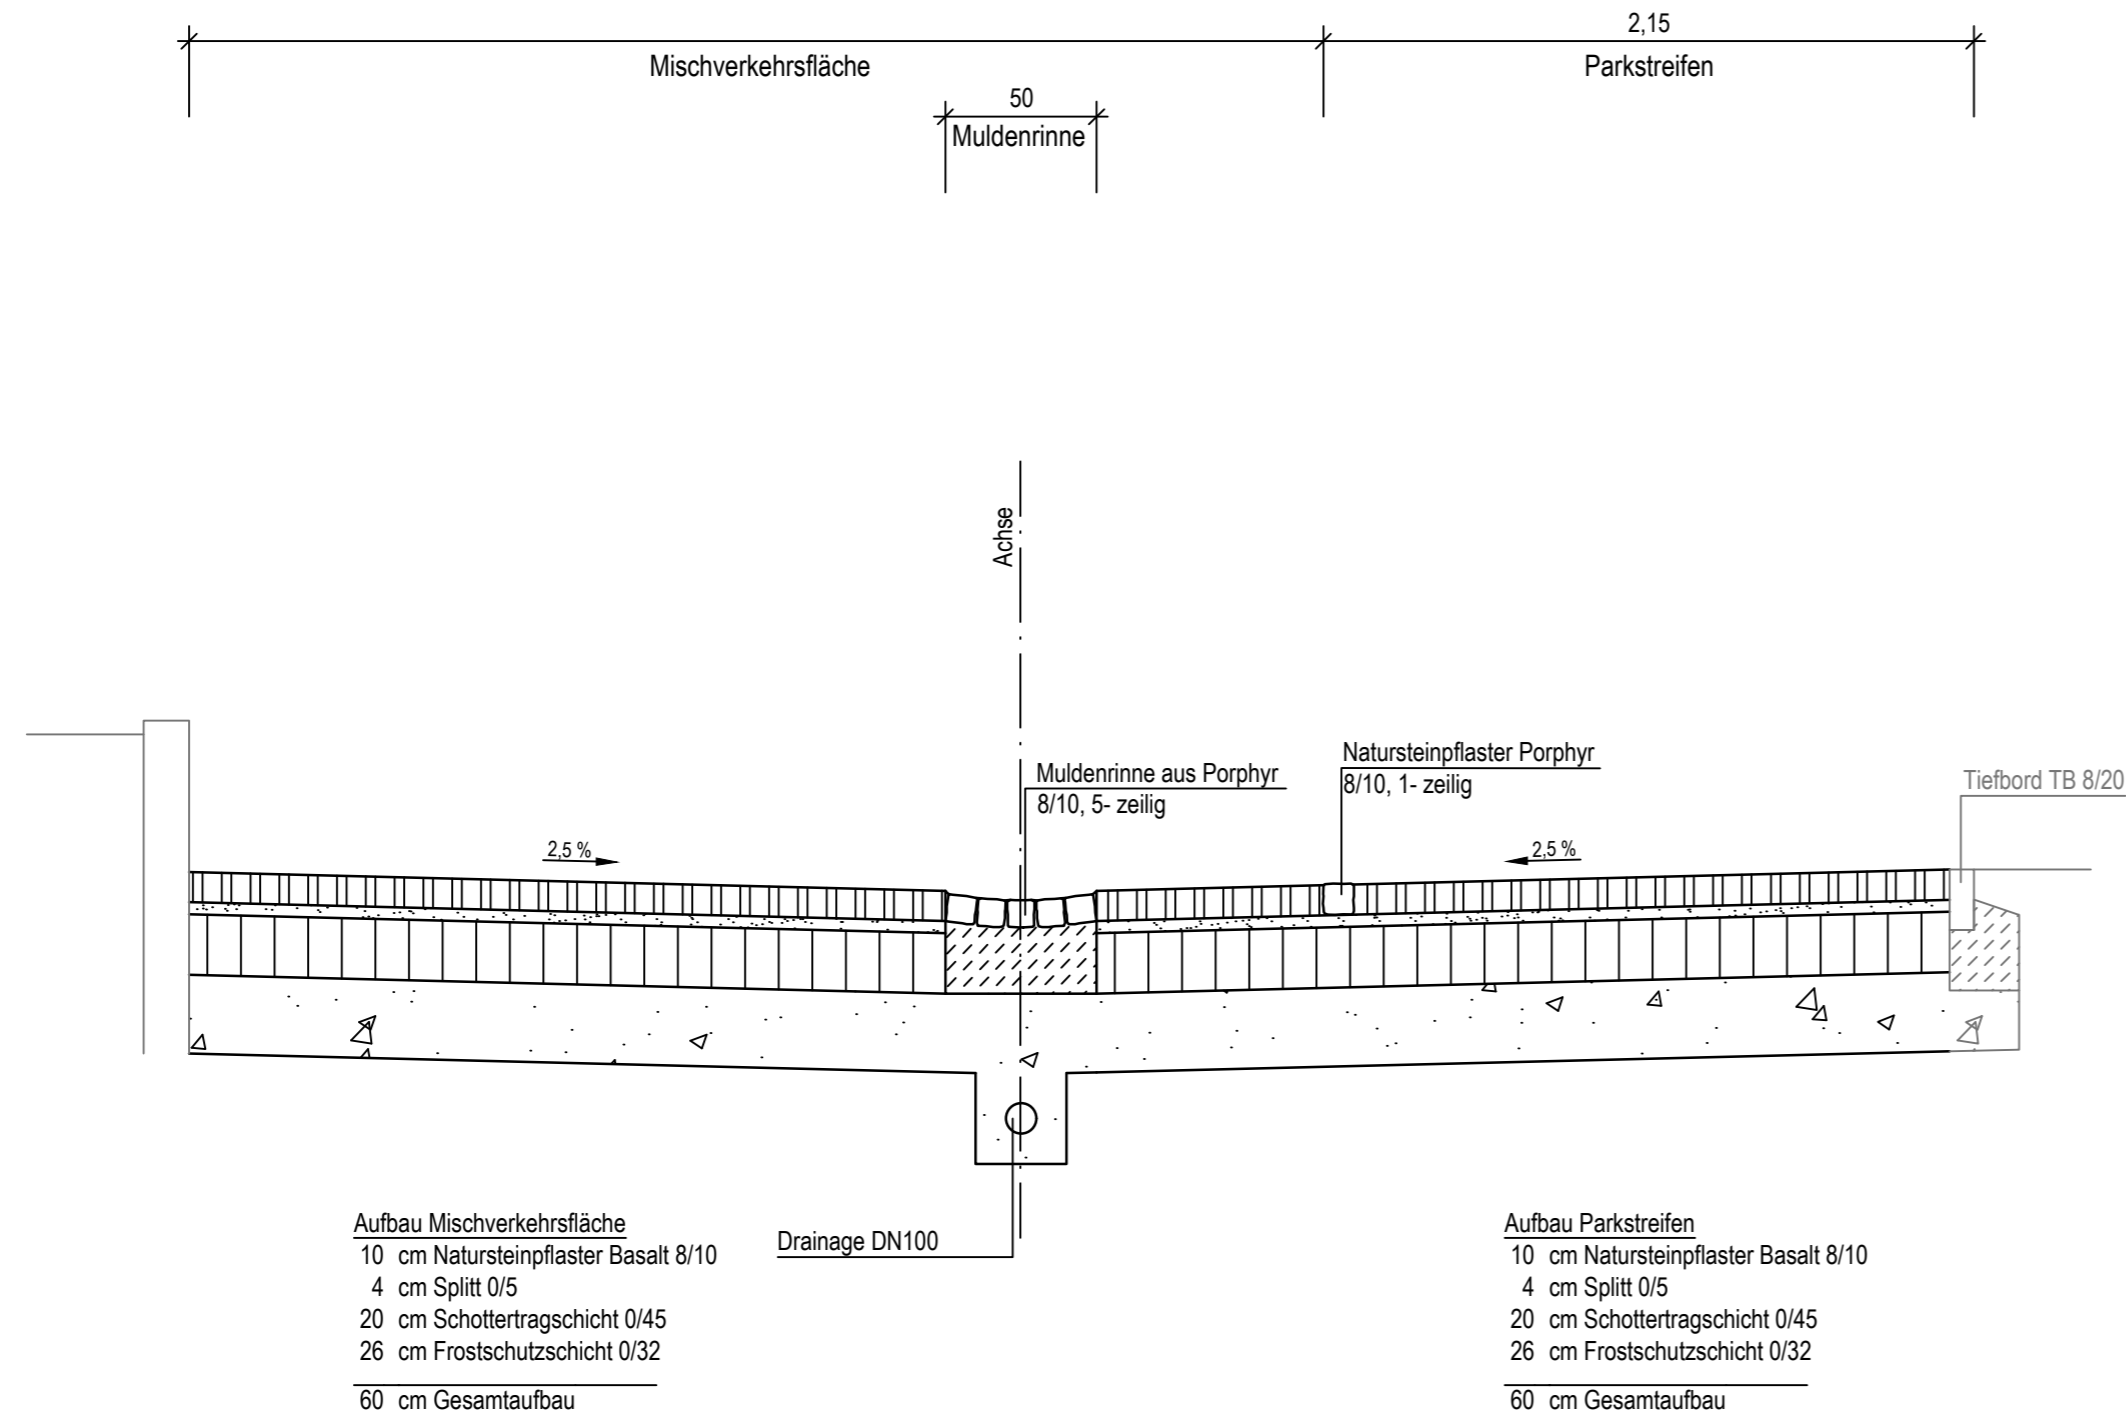 2,15
Mischverkehrsfläche
Parkstreifen
50
Muldenrinne
Achse
Natursteinpflaster Porphyr
8/10, 1- zeilig
Muldenrinne aus Porphyr
8/10, 5- zeilig
Tiefbord TB 8/20
2,5 %
2,5 %
Aufbau Mischverkehrsfläche
10 cm Natursteinpflaster Basalt 8/10
4 cm Splitt 0/5
20 cm Schottertragschicht 0/45
26 cm Frostschutzschicht 0/32
60 cm Gesamtaufbau
Drainage DN100
Aufbau Parkstreifen
10 cm Natursteinpflaster Basalt 8/10
4 cm Splitt 0/5
20 cm Schottertragschicht 0/45
26 cm Frostschutzschicht 0/32
60 cm Gesamtaufbau